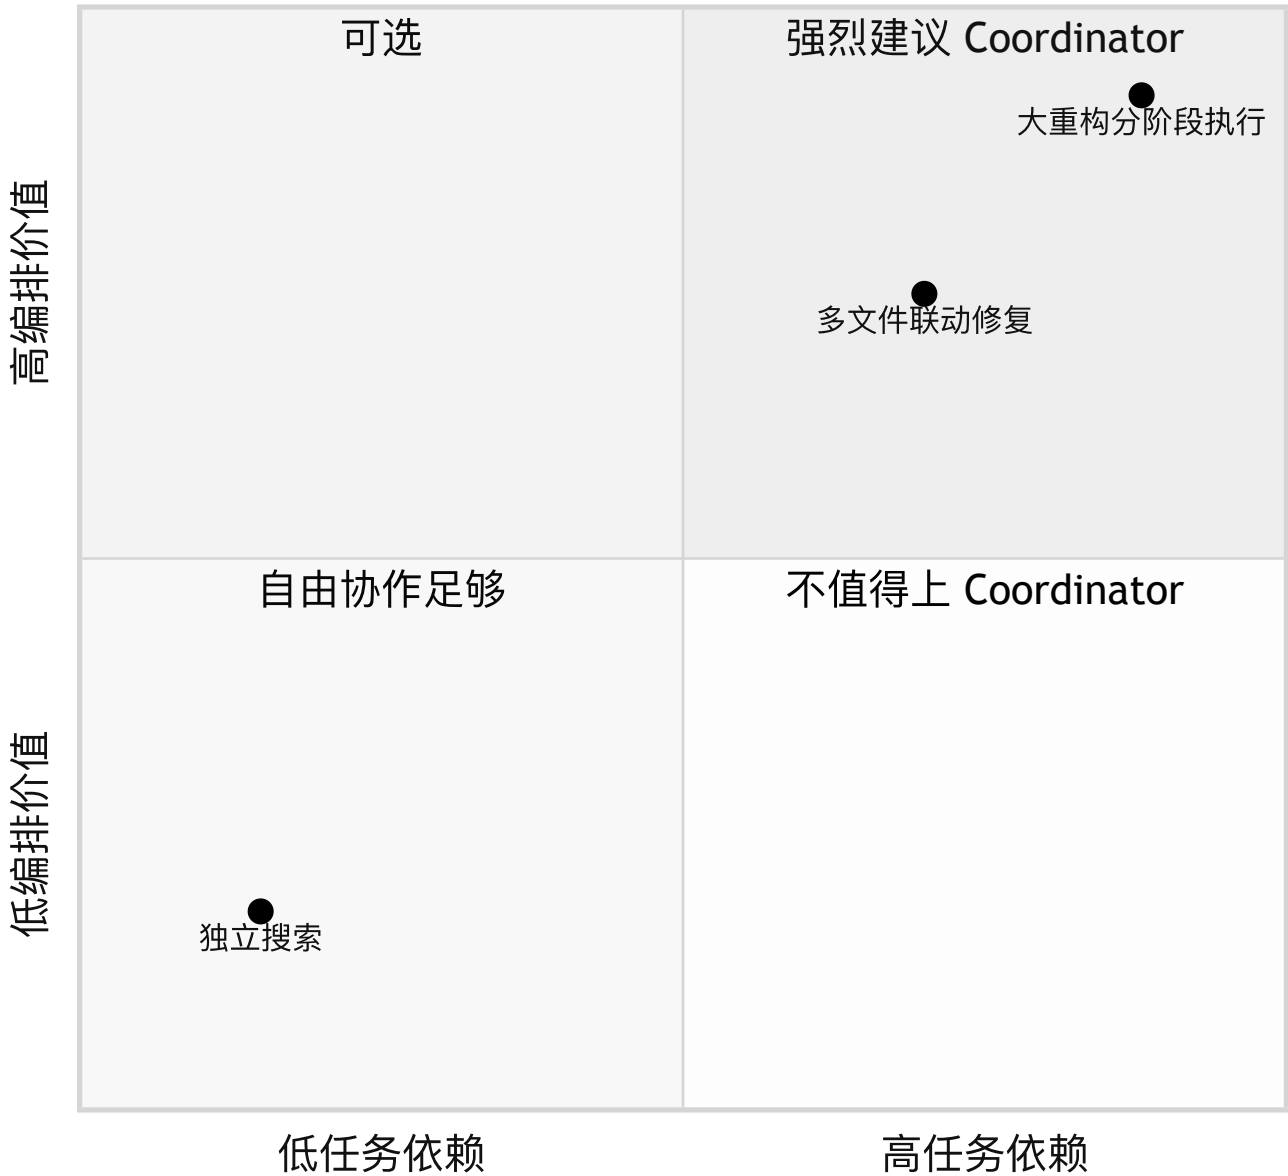 可选
强烈建议 Coordinator
大重构分阶段执行
高编排价值
多文件联动修复
自由协作足够
不值得上 Coordinator
低编排价值
独立搜索
低任务依赖
高任务依赖